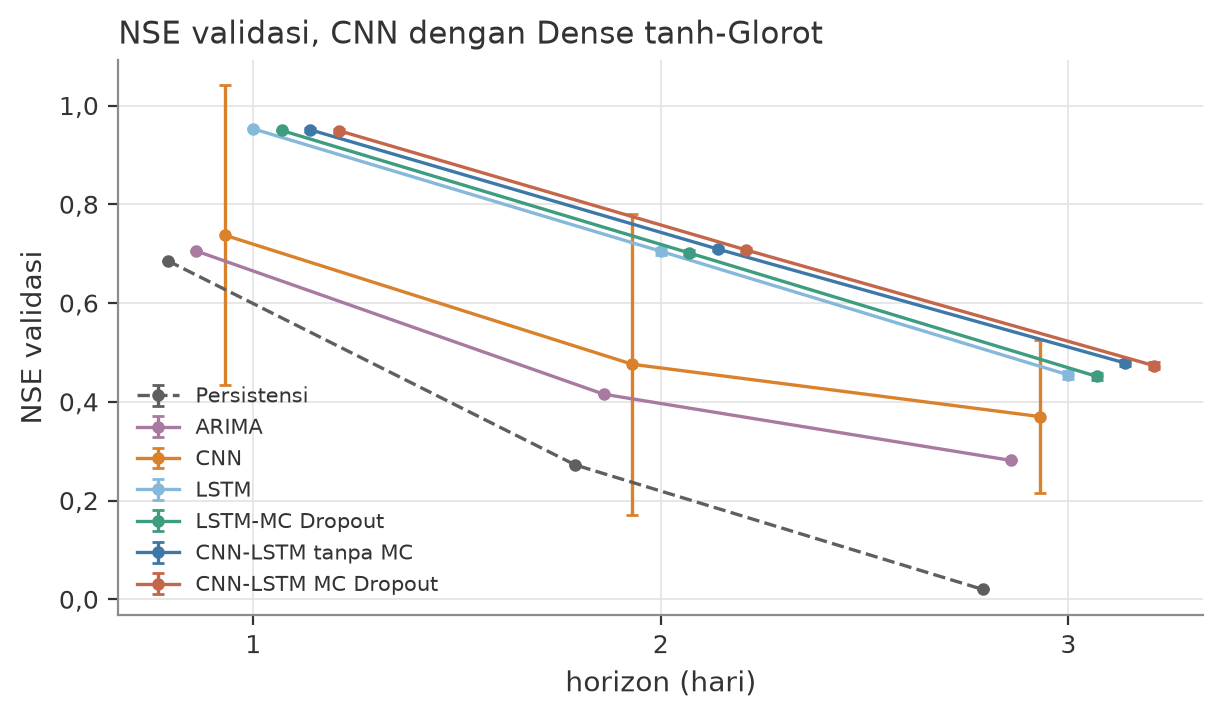 NSE validasi, CNN dengan Dense tanh-Glorot
NSE validasi
1,0
0,8
0,6
0,4
0,2
0,0
Persistensi
ARIMA
CNN
LSTM
LSTM-MC Dropout
CNN-LSTM tanpa MC
CNN-LSTM MC Dropout
1
2
3
horizon (hari)